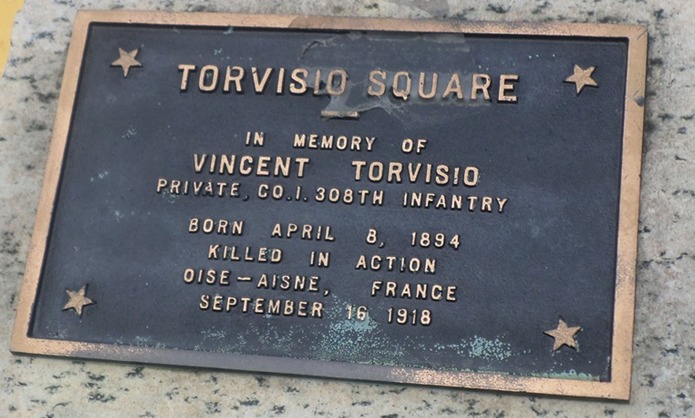 TORVISIO SQUARE
IN MEMORY OF
VINCENT TORVISIO
PRIVATE, CO. I. 308TH INFANTRY
BORN APRIL 8, 1894
KILLED IN ACTION
OISE-AISNE, FRANCE
SEPTEMBER 16 1918